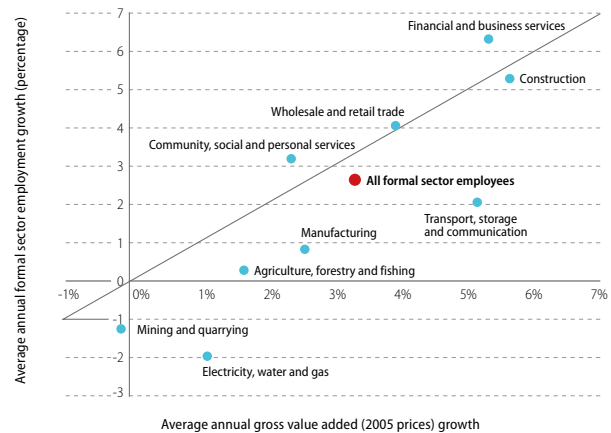 Average annual formal sector employment growth (percentage)
7
6
5
4
3
2
1
0
-1
-2
-3
Financial and business services
Construction
Wholesale and retail trade
Community, social and personal services
All formal sector employees
Transport, storage
and communication
Manufacturing
Agriculture, forestry and fishing
-1% 0% 1% 2% 3% 4% 5% 6% 7%
Mining and quarrying
Electricity, water and gas
Average annual gross value added (2005 prices) growth